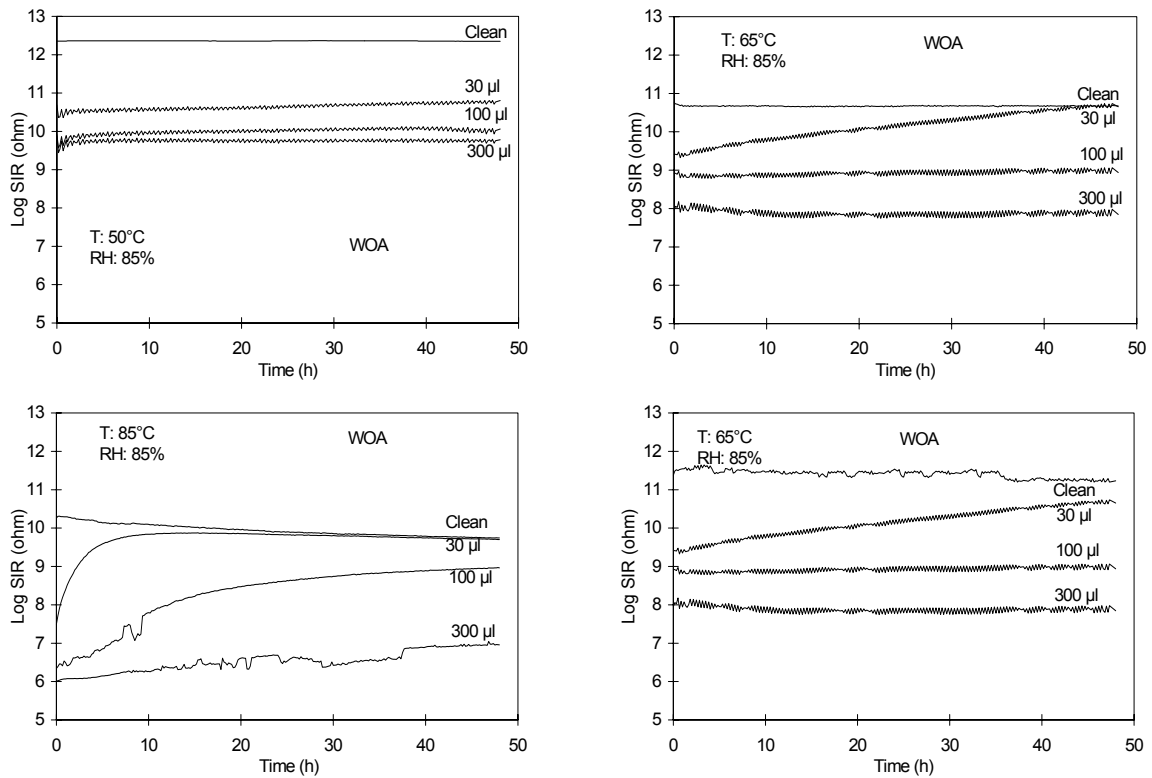 13
12
11
10
9
8
7
6
5
Log SIR (ohm)
Clean
30 µl
100 µl
300 µl
T: 50°C
RH: 85%
WOA
0 10 20 30 40 50
Time (h)
13
12
11
10
9
8
7
6
5
Log SIR (ohm)
T: 65°C
RH: 85%
WOA
Clean
30 µl
100 µl
300 µl
0 10 20 30 40 50
Time (h)
13
12
11
10
9
8
7
6
5
Log SIR (ohm)
T: 85°C
RH: 85%
WOA
Clean
30 µl
100 µl
300 µl
0 10 20 30 40 50
Time (h)
13
12
11
10
9
8
7
6
5
Log SIR (ohm)
T: 65°C
RH: 85%
WOA
Clean
30 µl
100 µl
300 µl
0 10 20 30 40 50
Time (h)